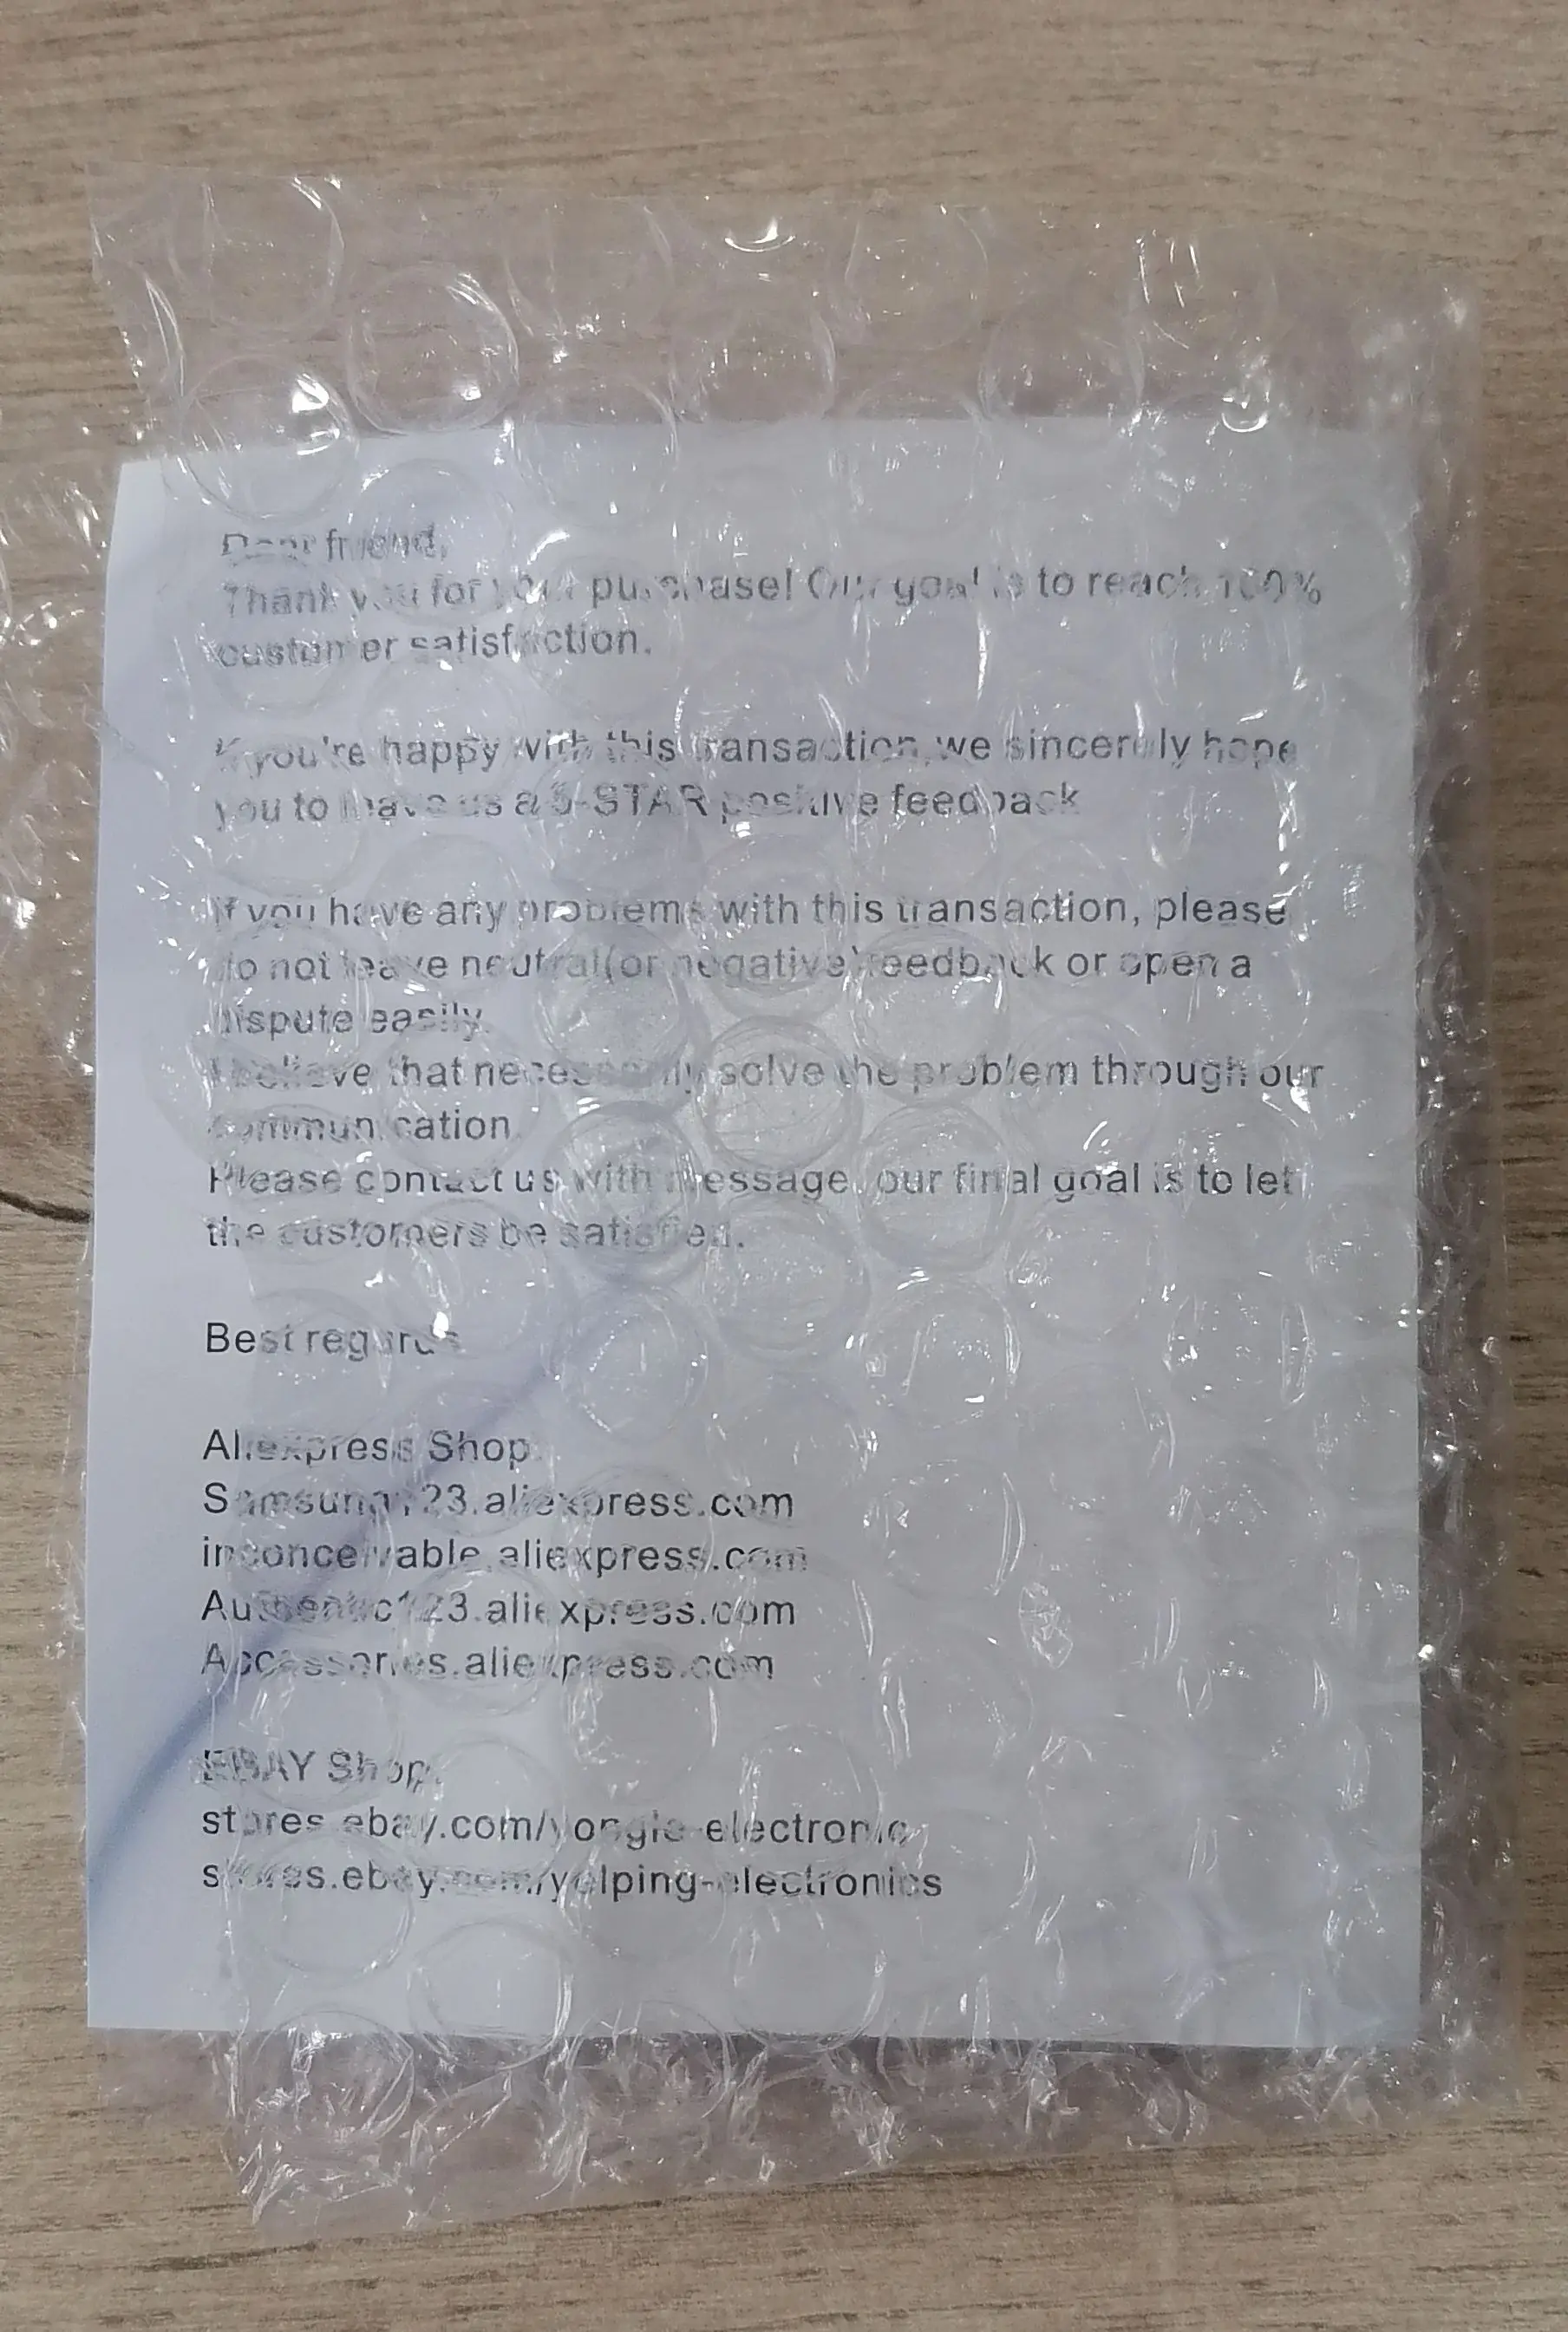 Dear friend,
Thank you for your purchase! Our goal is to reach 100%
customer satisfaction.
If you're happy with this transaction,we sincerely hope
you to leave us a 5-STAR positive feedback
If you have any problems with this transaction, please
do not leave neutral(or negative)feedback or open a
dispute easily.
I believe that necessarily solve the problem through our
communication.
Please contact us with message, our final goal is to let
the customers be satisfied.
Best regards
Aliexpress Shop:
Samsung123.aliexpress.com
inconceivable.aliexpress.com
Authentic123.aliexpress.com
Accessories.aliexpress.com
EBAY Shop:
stores.ebay.com/yongle-electronic
stores.ebay.com/yelping-electronics